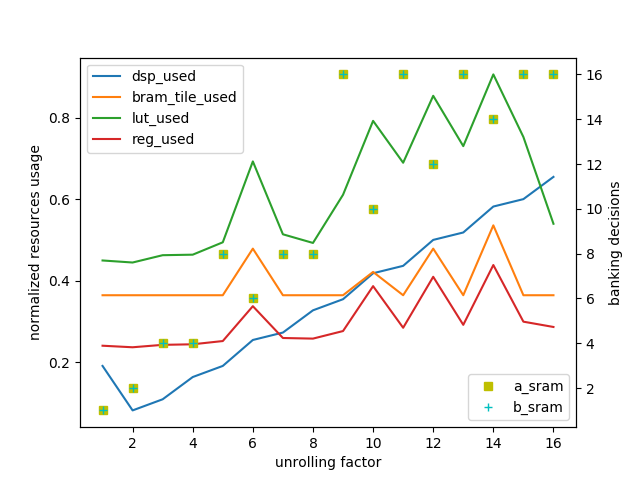 dsp_used
bram_tile_used
lut_used
reg_used
normalized resources usage
0.8
0.6
0.4
0.2
16
14
12
10
8
6
4
2
banking decisions
a_sram
b_sram
2 4 6 8 10 12 14 16
unrolling factor